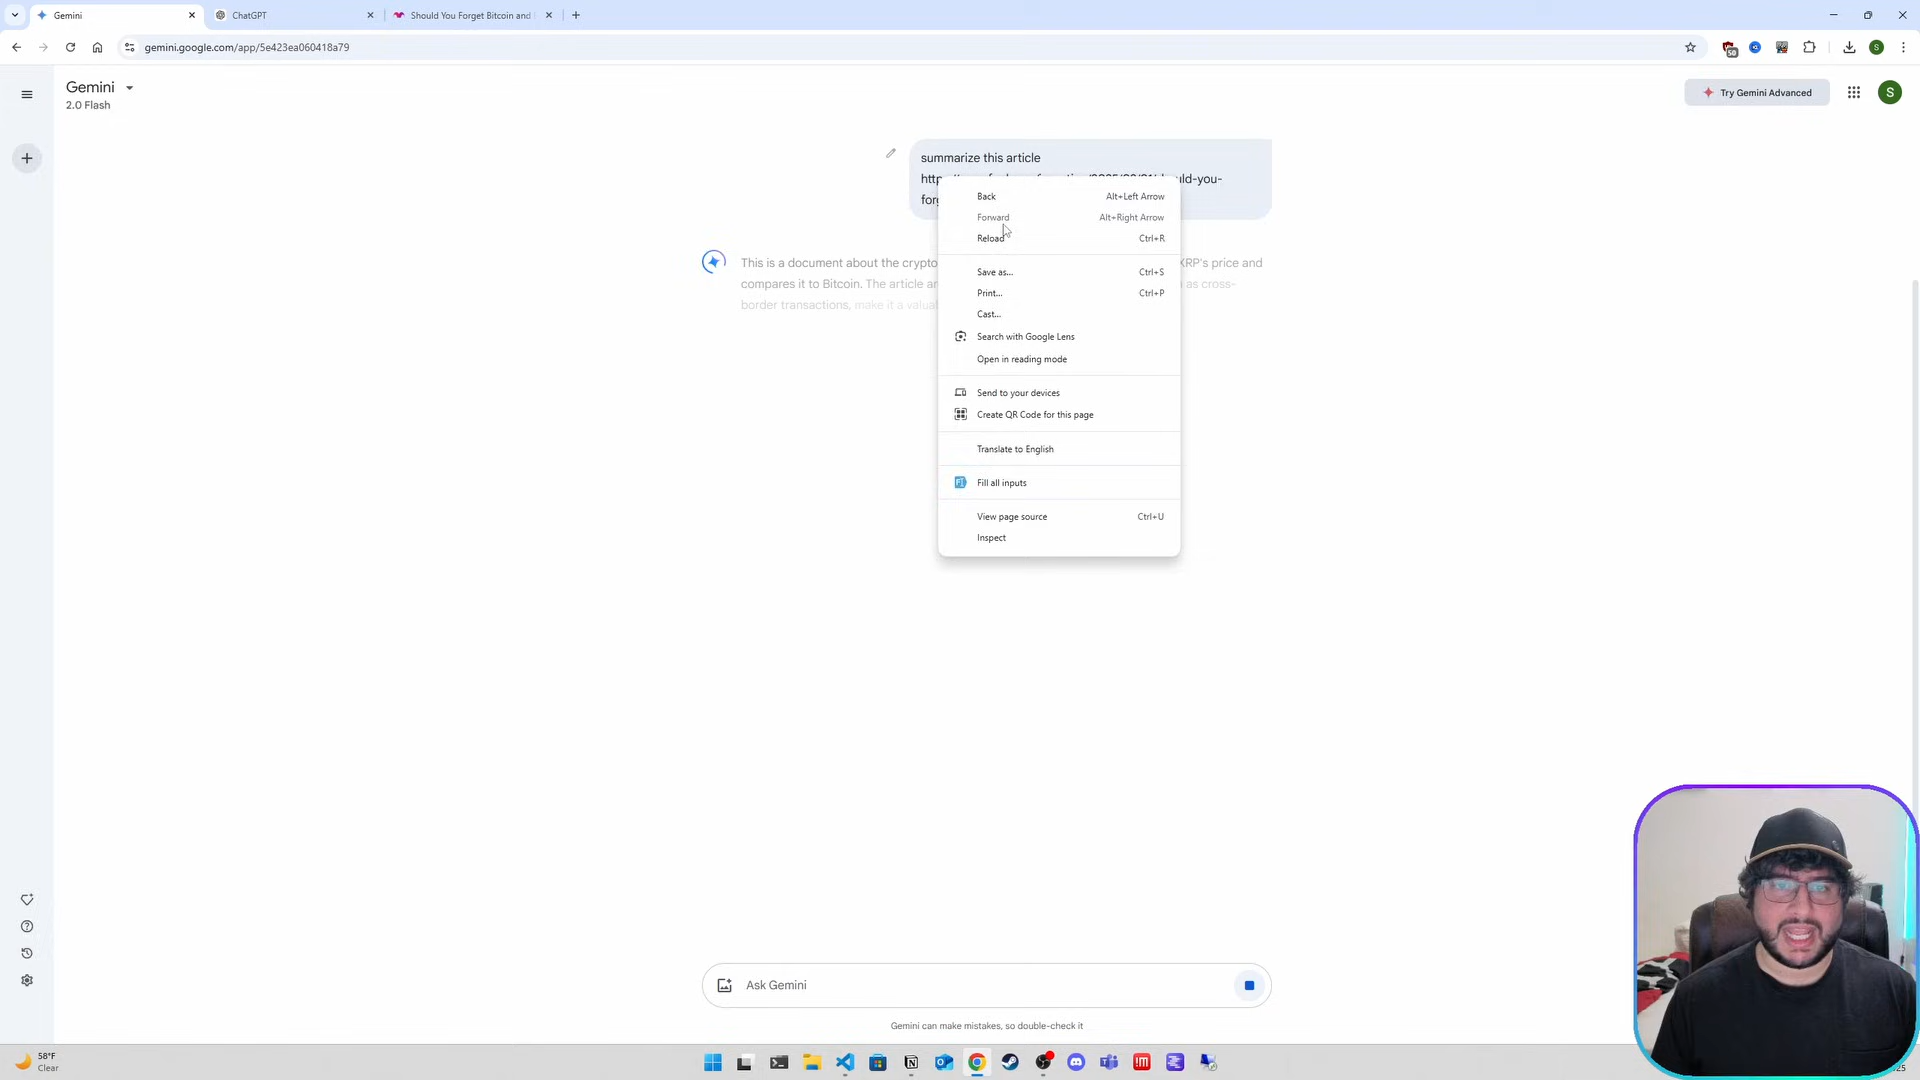 Gemini
ChatGPT
Should You Forget Bitcoin and
gemini.google.com/app/5e423ea060418a79
50
S
Gemini
2.0 Flash
Try Gemini Advanced
S
summarize this article
Back Alt+Left Arrow
Forward Alt+Right Arrow
Reload Ctrl+R
Save as... Ctrl+S
Print... Ctrl+P
Cast...
Search with Google Lens
Open in reading mode
Send to your devices
Create QR Code for this page
Translate to English
Fill all inputs
View page source Ctrl+U
Inspect
This is a document about the crypto XRP's price and
compares it to Bitcoin. The article as cross-
border transactions, make it a
Ask Gemini
Gemini can make mistakes, so double-check it
58°F
Clear